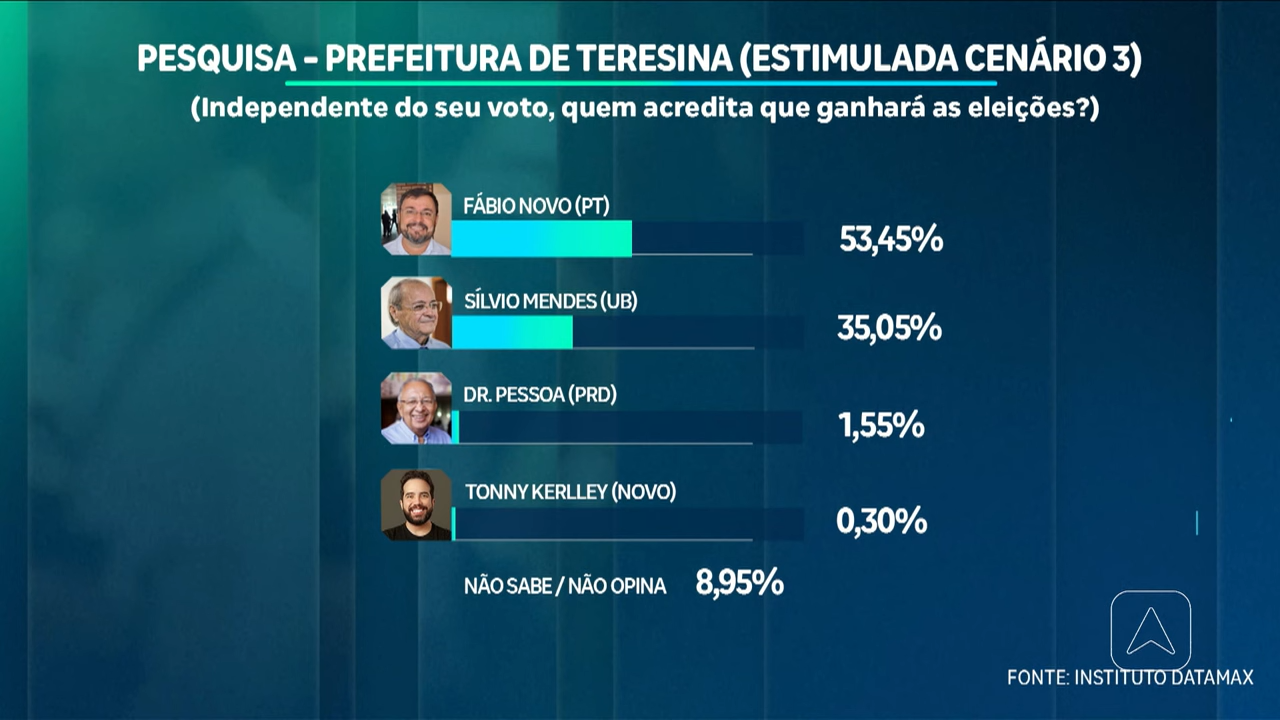 PESQUISA - PREFEITURA DE TERESINA (ESTIMULADA CENÁRIO 3)
(Independente do seu voto, quem acredita que ganhará as eleições?)
FÁBIO NOVO (PT)
53,45%
SÍLVIO MENDES (UB)
35,05%
DR. PESSOA (PRD)
1,55%
TONNY KERLLEY (NOVO)
0,30%
NÃO SABE / NÃO OPINA 8,95%
FONTE: INSTITUTO DATAMAX